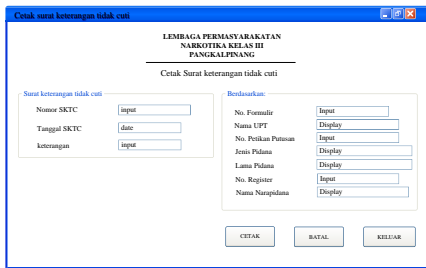 Cetak surat keterangan tidak cuti
LEMBAGA PERMASYARAKATAN
NARKOTIKA KELAS III
PANGKALPINANG
Cetak Surat keterangan tidak cuti
Surat keterangan tidak cuti
Nomor SKTC input
Tanggal SKTC date
keterangan input
Berdasarkan:
No. Formulir Input
Nama UPT Display
No. Petikan Putusan Input
Jenis Pidana Display
Lama Pidana Display
No. Register Input
Nama Narapidana Display
CETAK BATAL KELUAR